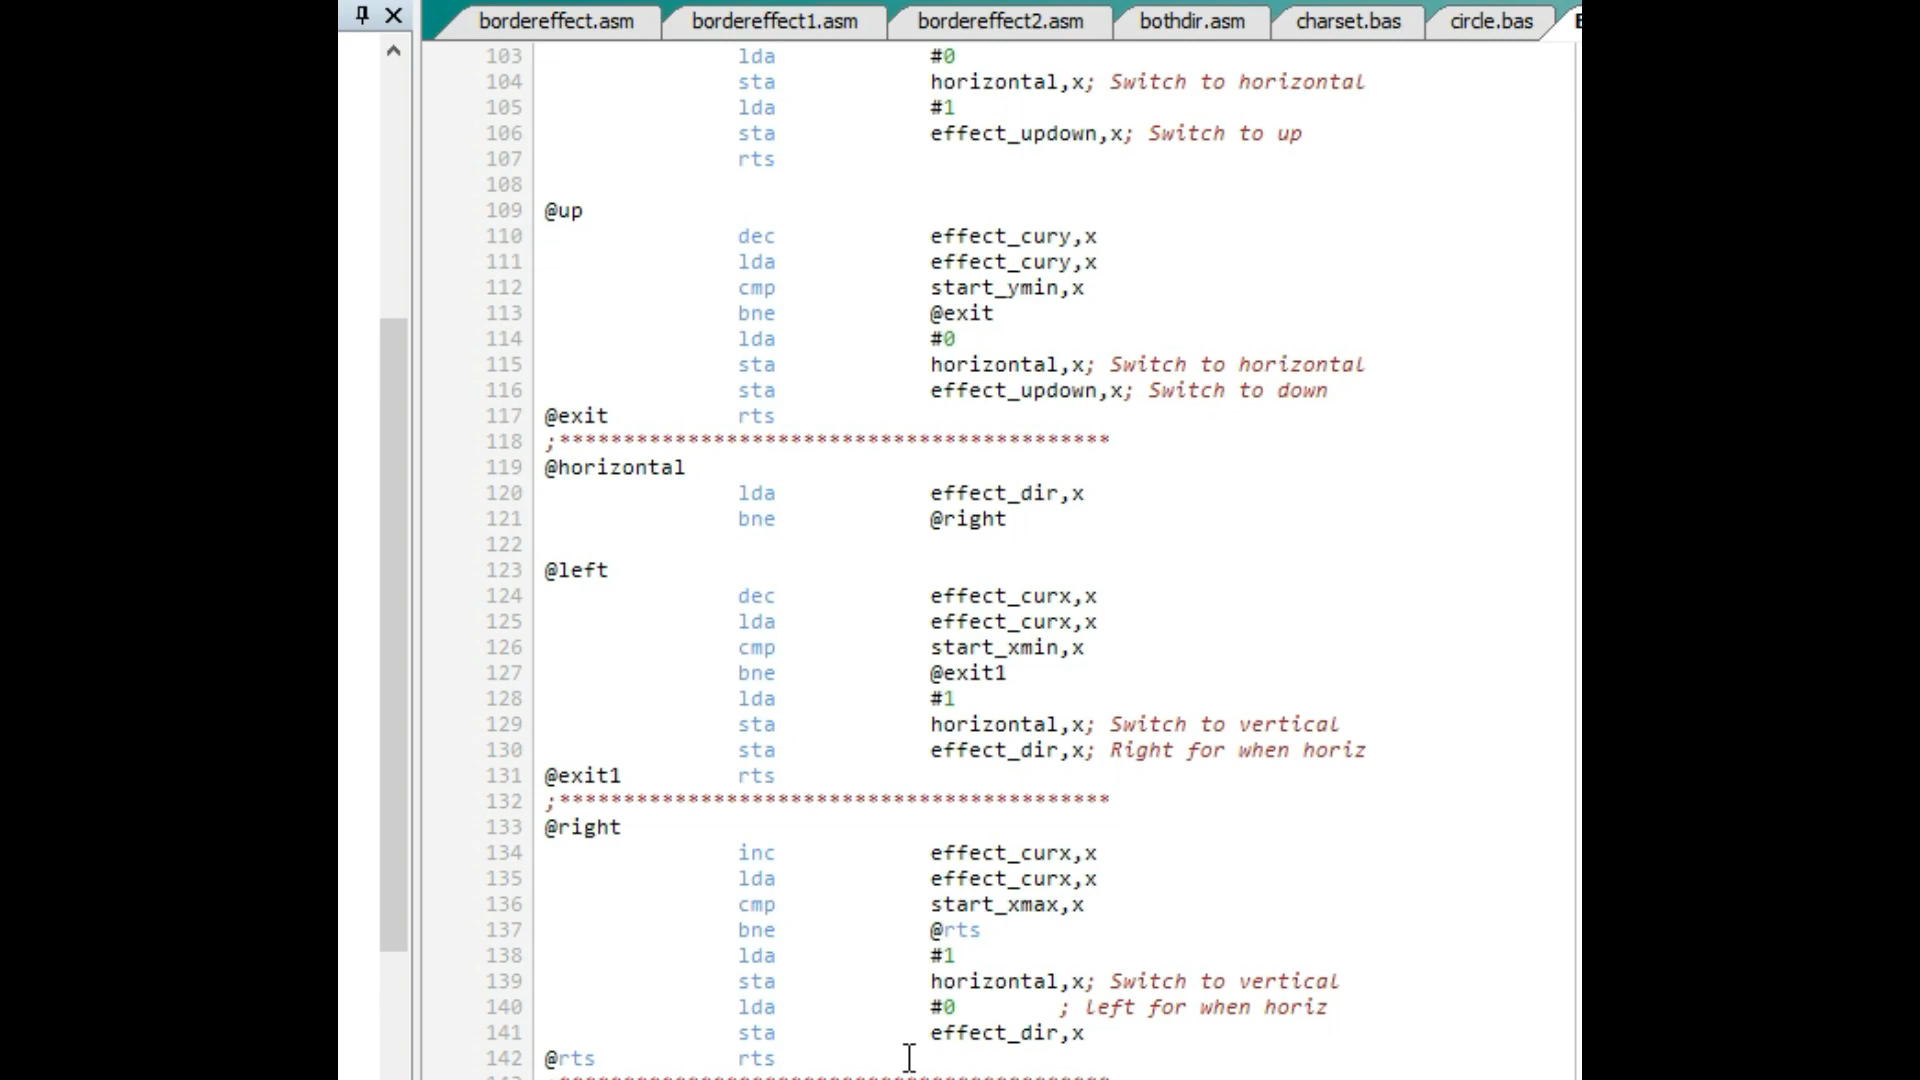 bordereffect.asm bordereffect1.asm bordereffect2.asm bothdir.asm charset.bas circle.bas
103 lda #0
104 sta horizontal,x; Switch to horizontal
105 lda #1
106 sta effect_updown,x; Switch to up
107 rts
108
109 @up
110 dec effect_cury,x
111 lda effect_cury,x
112 cmp start_ymin,x
113 bne @exit
114 lda #0
115 sta horizontal,x; Switch to horizontal
116 sta effect_updown,x; Switch to down
117 @exit rts
118 ;*******************************************
119 @horizontal
120 lda effect_dir,x
121 bne @right
122
123 @left
124 dec effect_curx,x
125 lda effect_curx,x
126 cmp start_xmin,x
127 bne @exit1
128 lda #1
129 sta horizontal,x; Switch to vertical
130 sta effect_dir,x; Right for when horiz
131 @exit1 rts
132 ;*******************************************
133 @right
134 inc effect_curx,x
135 lda effect_curx,x
136 cmp start_xmax,x
137 bne @rts
138 lda #1
139 sta horizontal,x; Switch to vertical
140 lda #0 ; left for when horiz
141 sta effect_dir,x
142 @rts rts